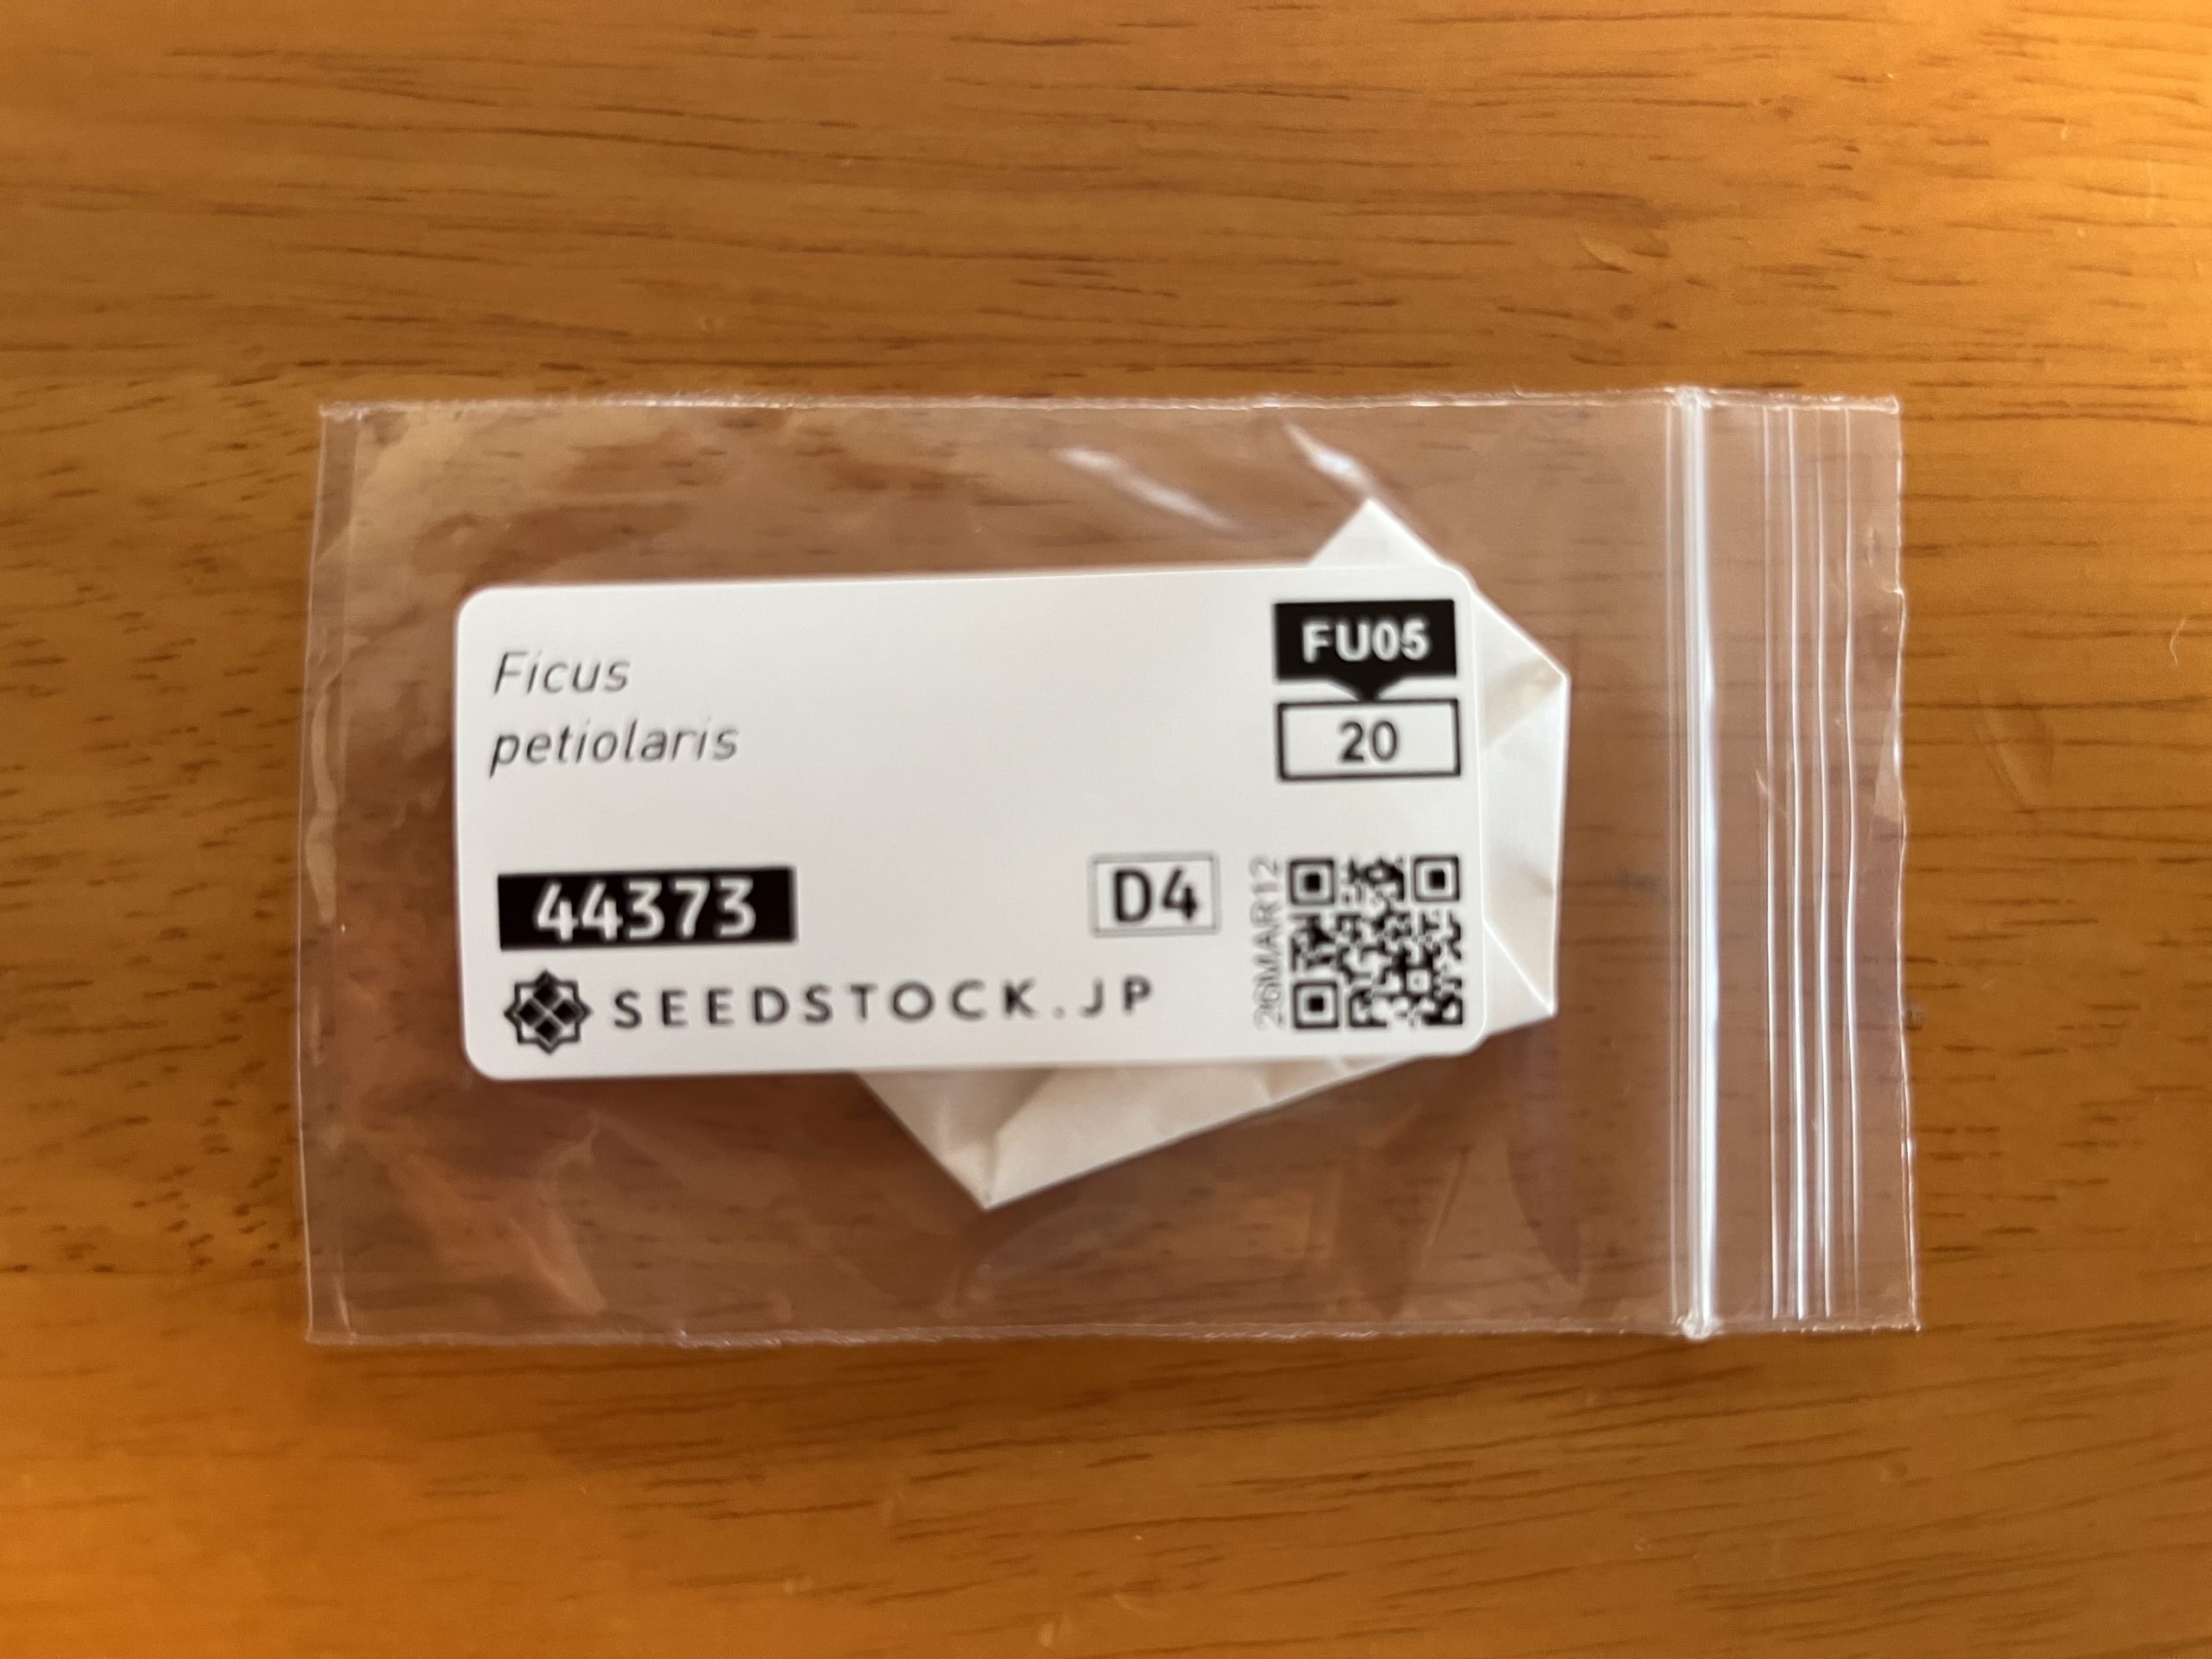 Ficus
petiolaris
FU05
20
44373
D4
26MAR12
SEEDSTOCK.JP